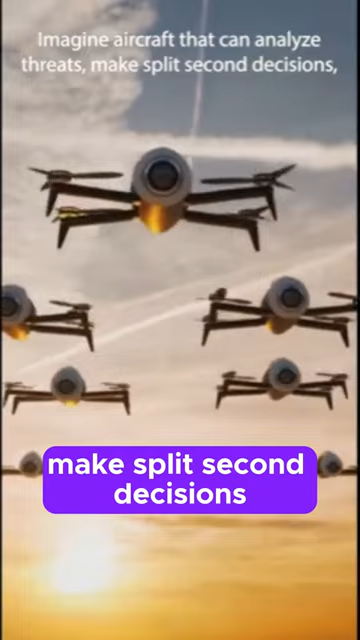 Imagine aircraft that can analyze
threats, make split second decisions,
make split second
decisions